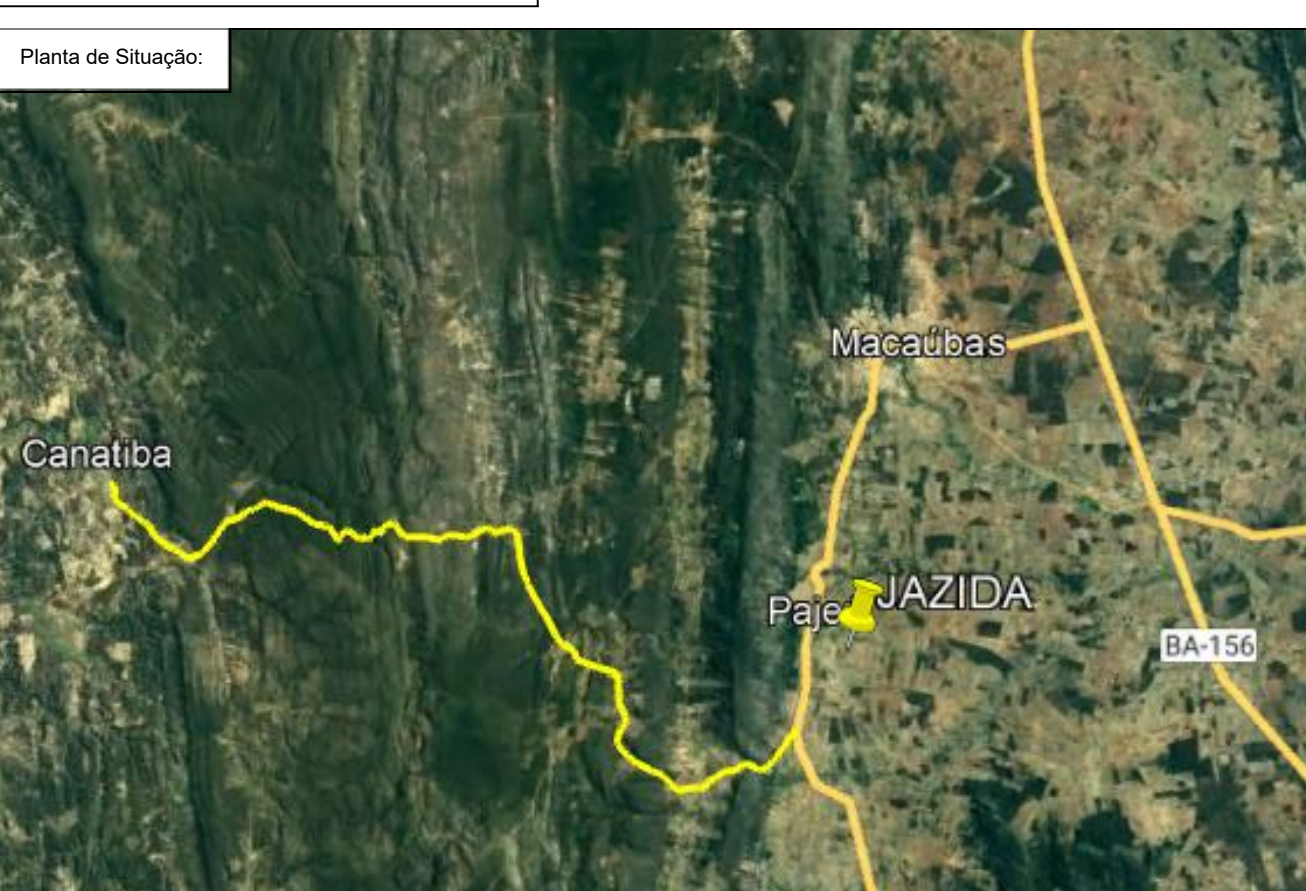 Planta de Situação:
Macaúbas
Canatiba
JAZIDA
Paje
BA-156